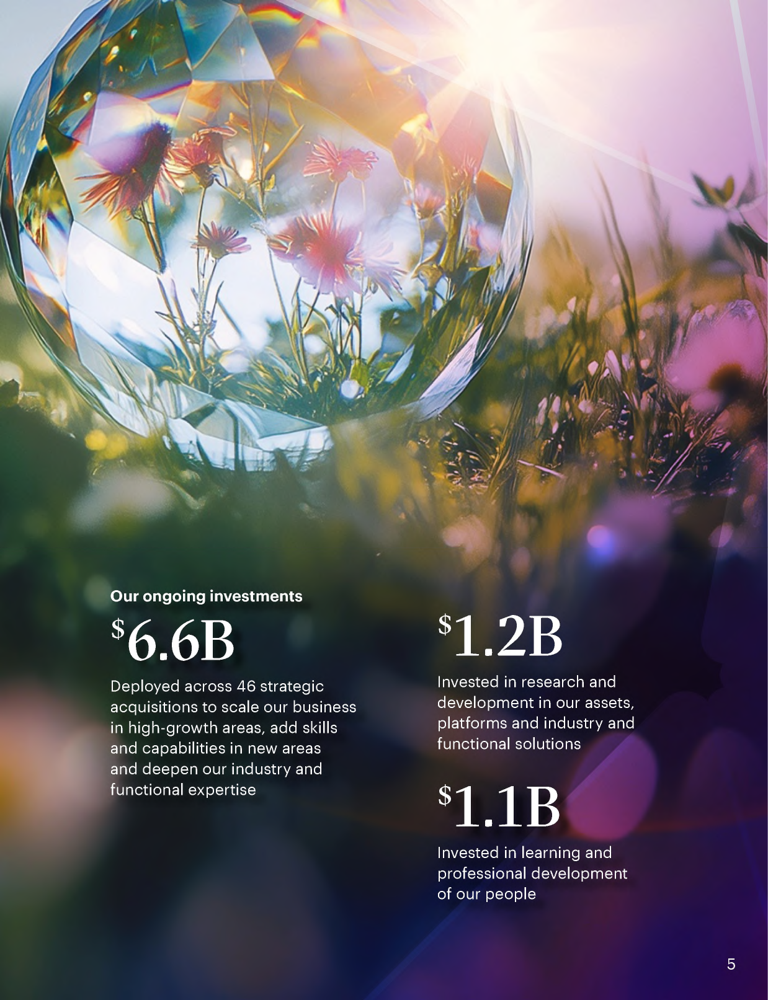 Our ongoing investments
$6.6B
Deployed across 46 strategic
acquisitions to scale our business
in high-growth areas, add skills
and capabilities in new areas
and deepen our industry and
functional expertise
$1.2B
Invested in research and
development in our assets,
platforms and industry and
functional solutions
$1.1B
Invested in learning and
professional development
of our people
5